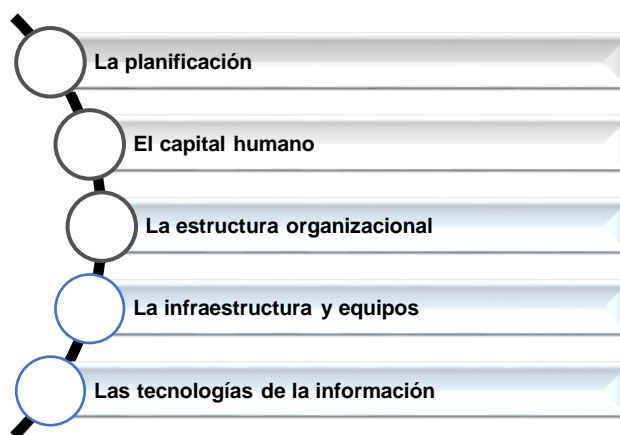 La planificación
El capital humano
La estructura organizacional
La infraestructura y equipos
Las tecnologías de la información